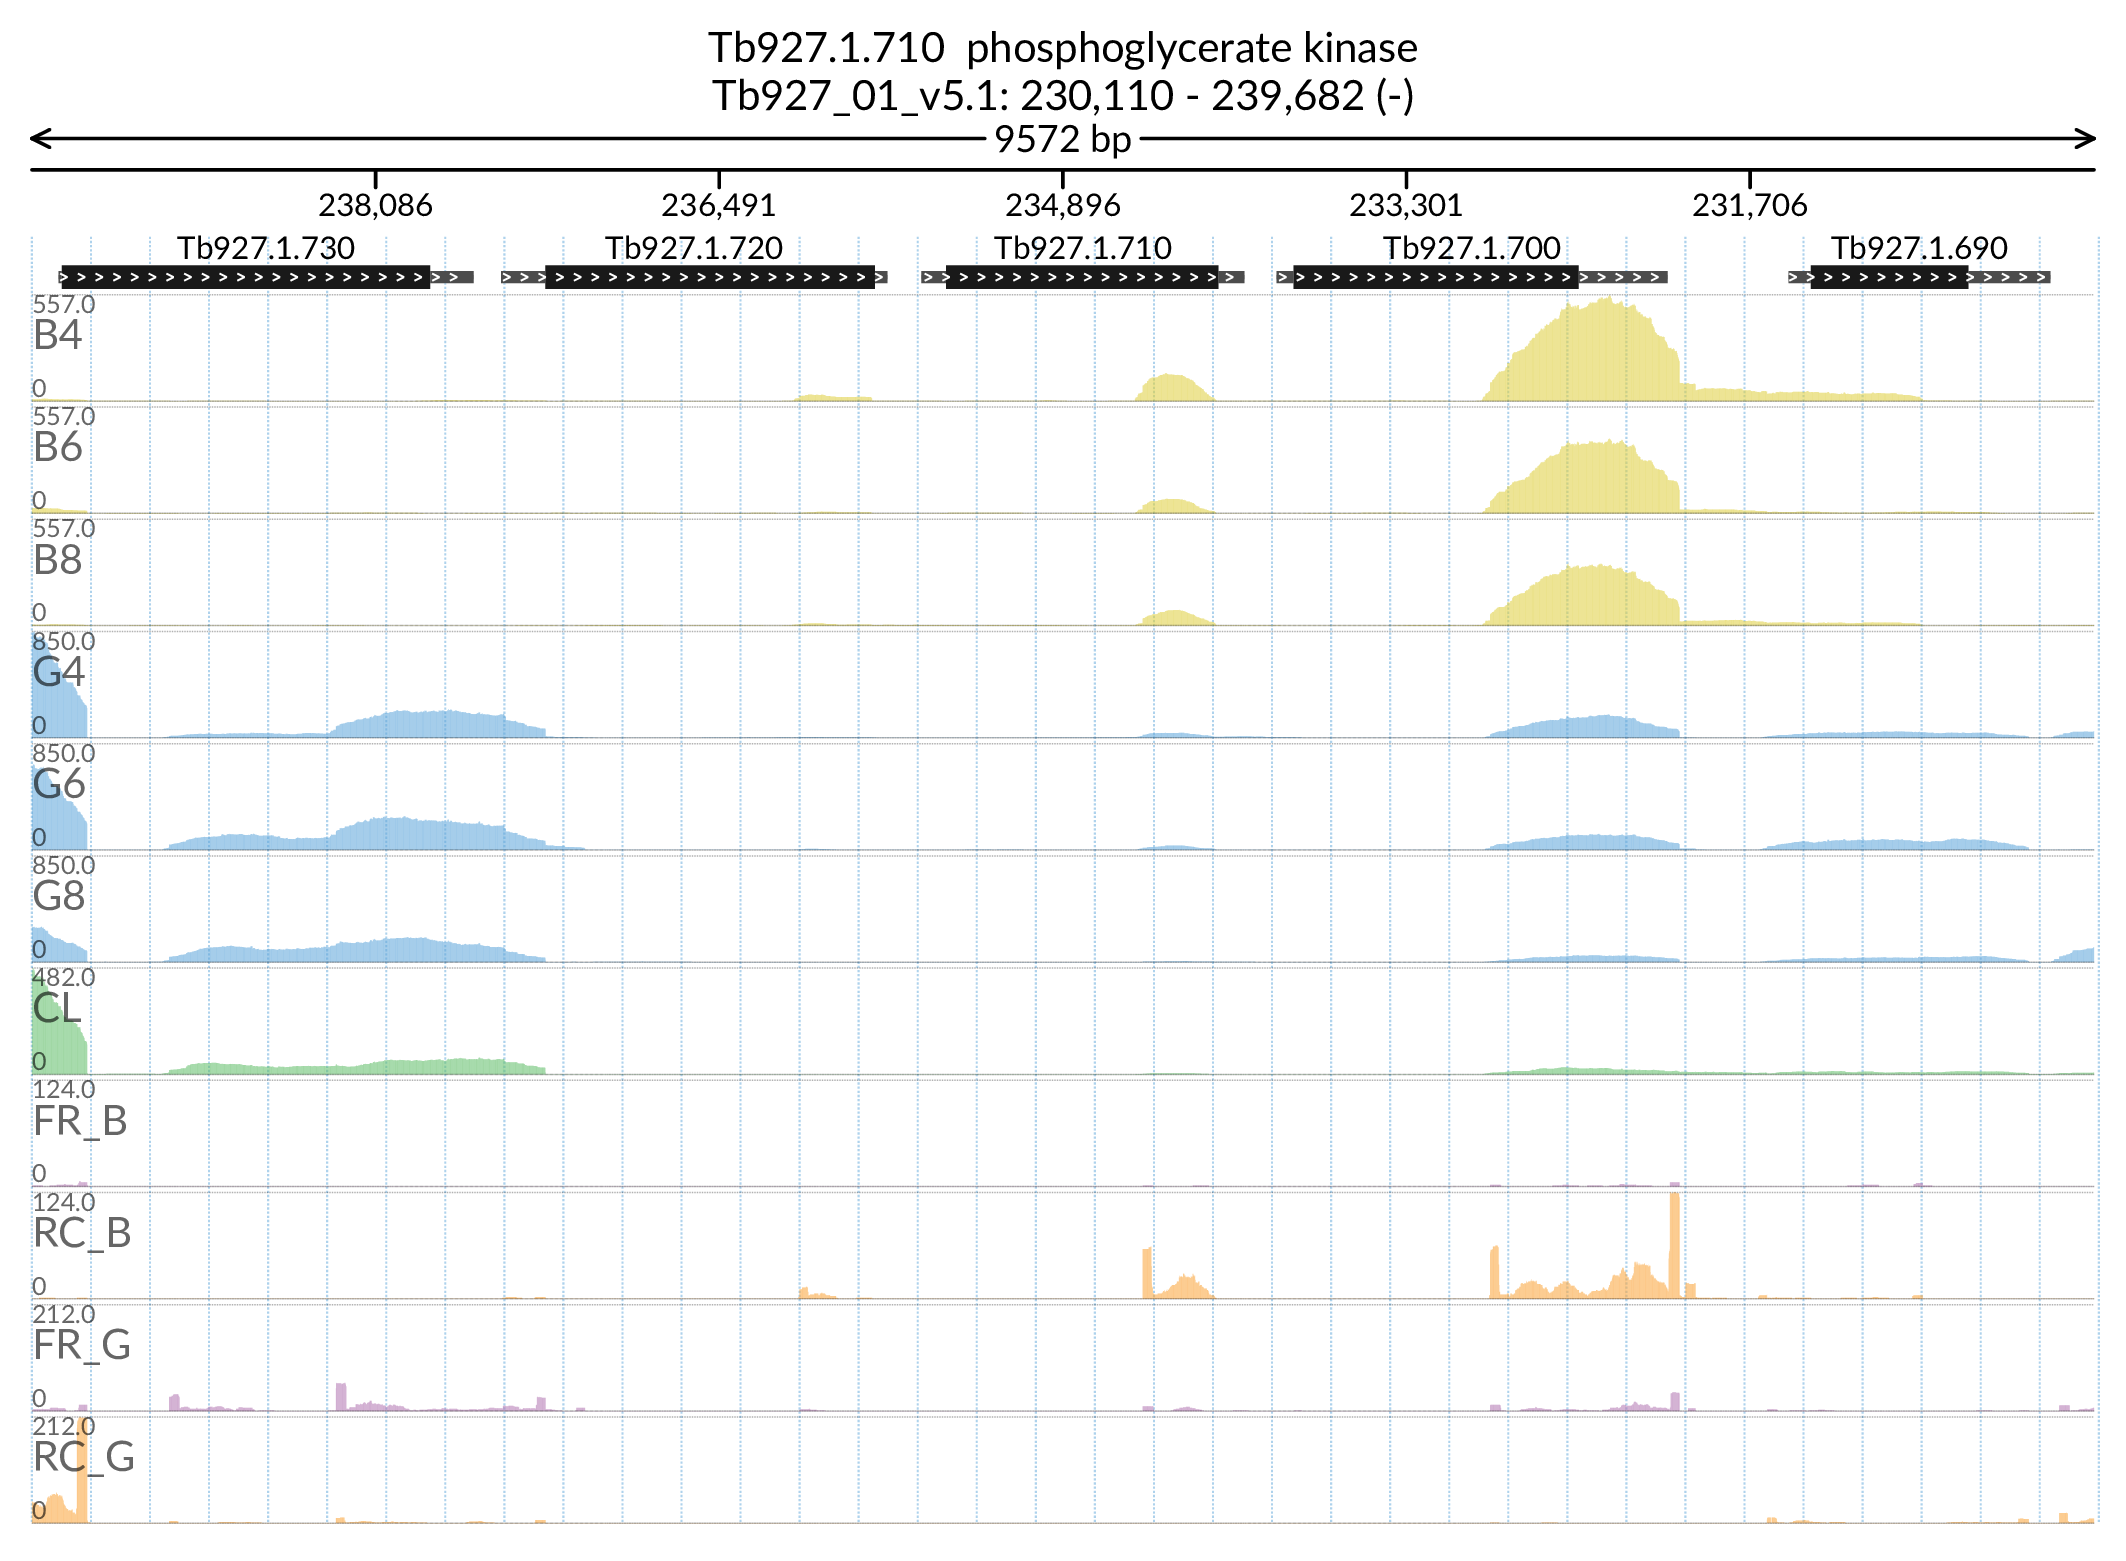 Tb927.1.710  phosphoglycerate kinase
Tb927_01_v5.1: 230,110 - 239,682 (-)
9572 bp
238,086 236,491 234,896 233,301 231,706
Tb927.1.730 Tb927.1.720 Tb927.1.710 Tb927.1.700 Tb927.1.690
557.0
B4
0
557.0
B6
0
557.0
B8
0
850.0
G4
0
850.0
G6
0
850.0
G8
0
482.0
CL
0
124.0
FR_B
0
124.0
RC_B
0
212.0
FR_G
0
212.0
RC_G
0